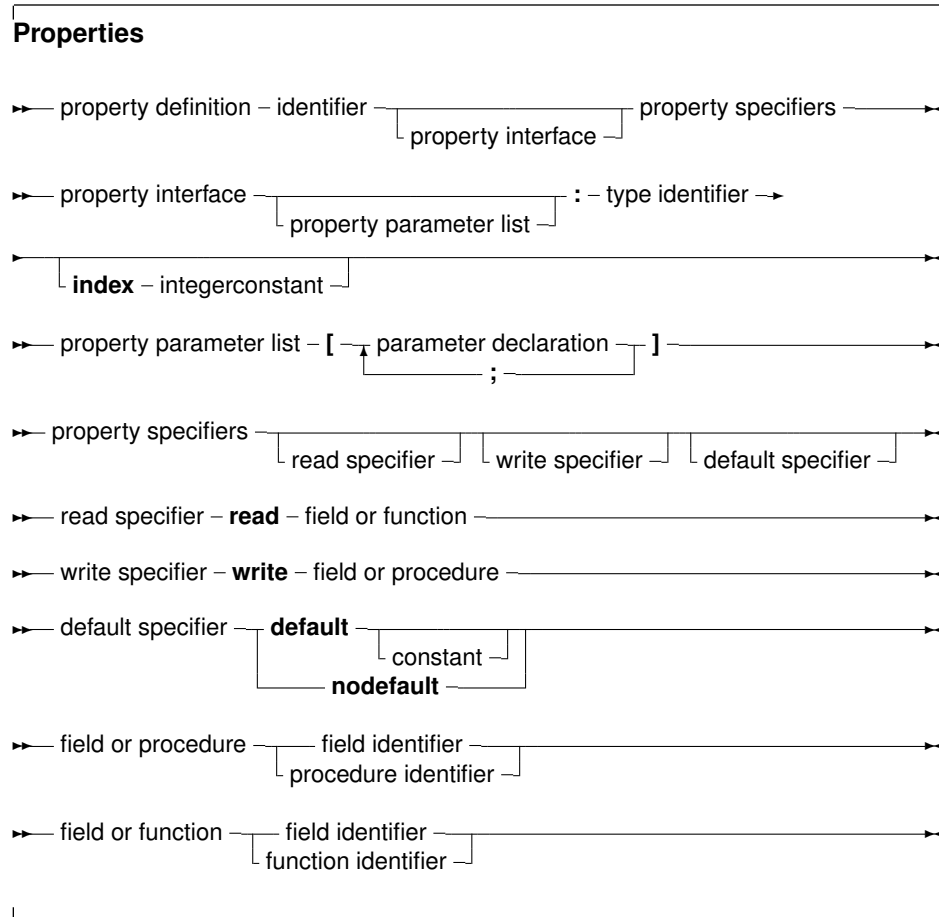 Properties
property definition – identifier property specifiers
property interface
property interface : – type identifier
property parameter list
index – integerconstant
property parameter list – [ – parameter declaration ]
;
property specifiers
read specifier write specifier default specifier
read specifier – read – field or function
write specifier – write – field or procedure
default specifier default
constant
nodefault
field or procedure field identifier
procedure identifier
field or function field identifier
function identifier